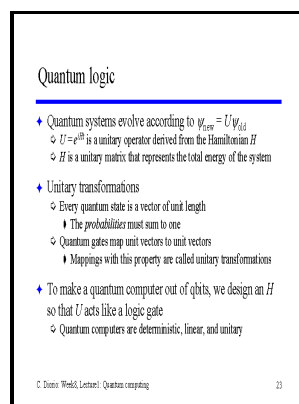 Quantum logic
Quantum systems evolve according to ψnew = Uψold
U = e^iHt is a unitary operator derived from the Hamiltonian H
H is a unitary matrix that represents the total energy of the system
Unitary transformations
Every quantum state is a vector of unit length
The probabilities must sum to one
Quantum gates map unit vectors to unit vectors
Mappings with this property are called unitary transformations
To make a quantum computer out of qbits, we design an H
so that U acts like a logic gate
Quantum computers are deterministic, linear, and unitary
C. Diorio: Week8, Lecture1: Quantum computing
23